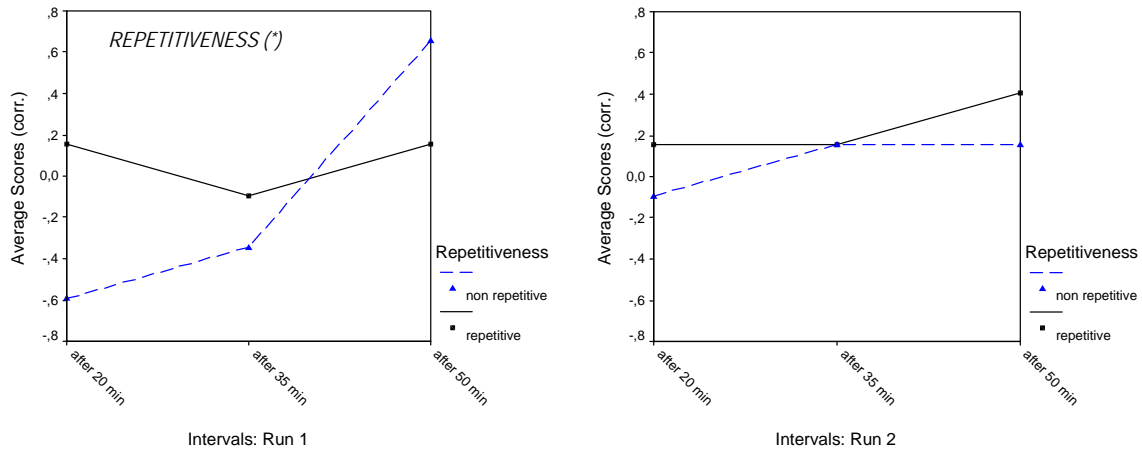 REPETITIVENESS (*)
Average Scores (corr.)
,8
,6
,4
,2
0,0
-,2
-,4
-,6
-,8
after 20 min
after 35 min
after 50 min
Intervals: Run 1
Repetitiveness
non repetitive
repetitive
Average Scores (corr.)
,8
,6
,4
,2
0,0
-,2
-,4
-,6
-,8
after 20 min
after 35 min
after 50 min
Intervals: Run 2
Repetitiveness
non repetitive
repetitive